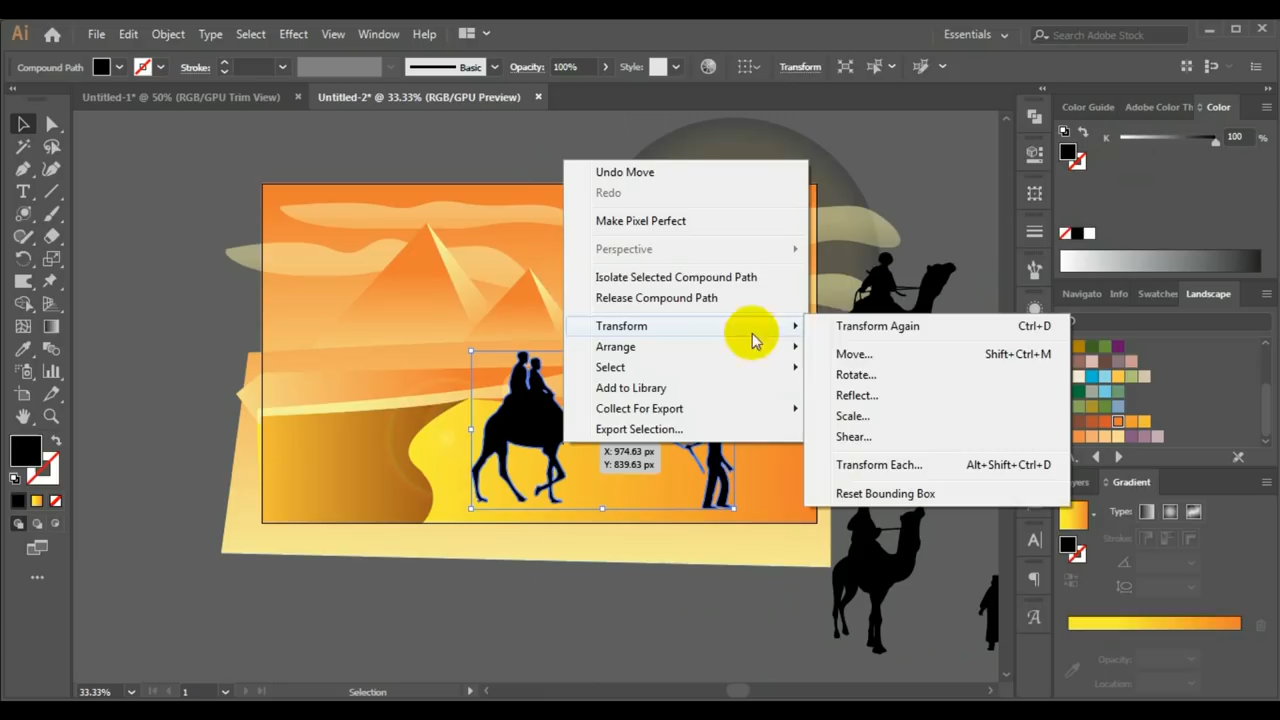 Ai File Edit Object Type Select Effect View Window Help Essentials Search Adobe Stock
Compound Path Stroke: Basic Opacity: 100% Style: Transform
Untitled-1* @ 50% (RGB/GPU Trim View) × Untitled-2* @ 33.33% (RGB/GPU Preview) ×
Color Guide Adobe Color Th Color
K 100
Undo Move
Redo
Make Pixel Perfect
Perspective
Isolate Selected Compound Path
Release Compound Path
Transform
Arrange
Select
Add to Library
Collect For Export
Export Selection...
Transform Again Ctrl+D
Move... Shift+Ctrl+M
Rotate...
Reflect...
Scale...
Shear...
Transform Each... Alt+Shift+Ctrl+D
Reset Bounding Box
X: 974.63 px
Y: 839.63 px
Navigato Info Swatche Landscape
Gradient
Type:
Stroke:
Opacity:
Location:
33.33% 1 Selection